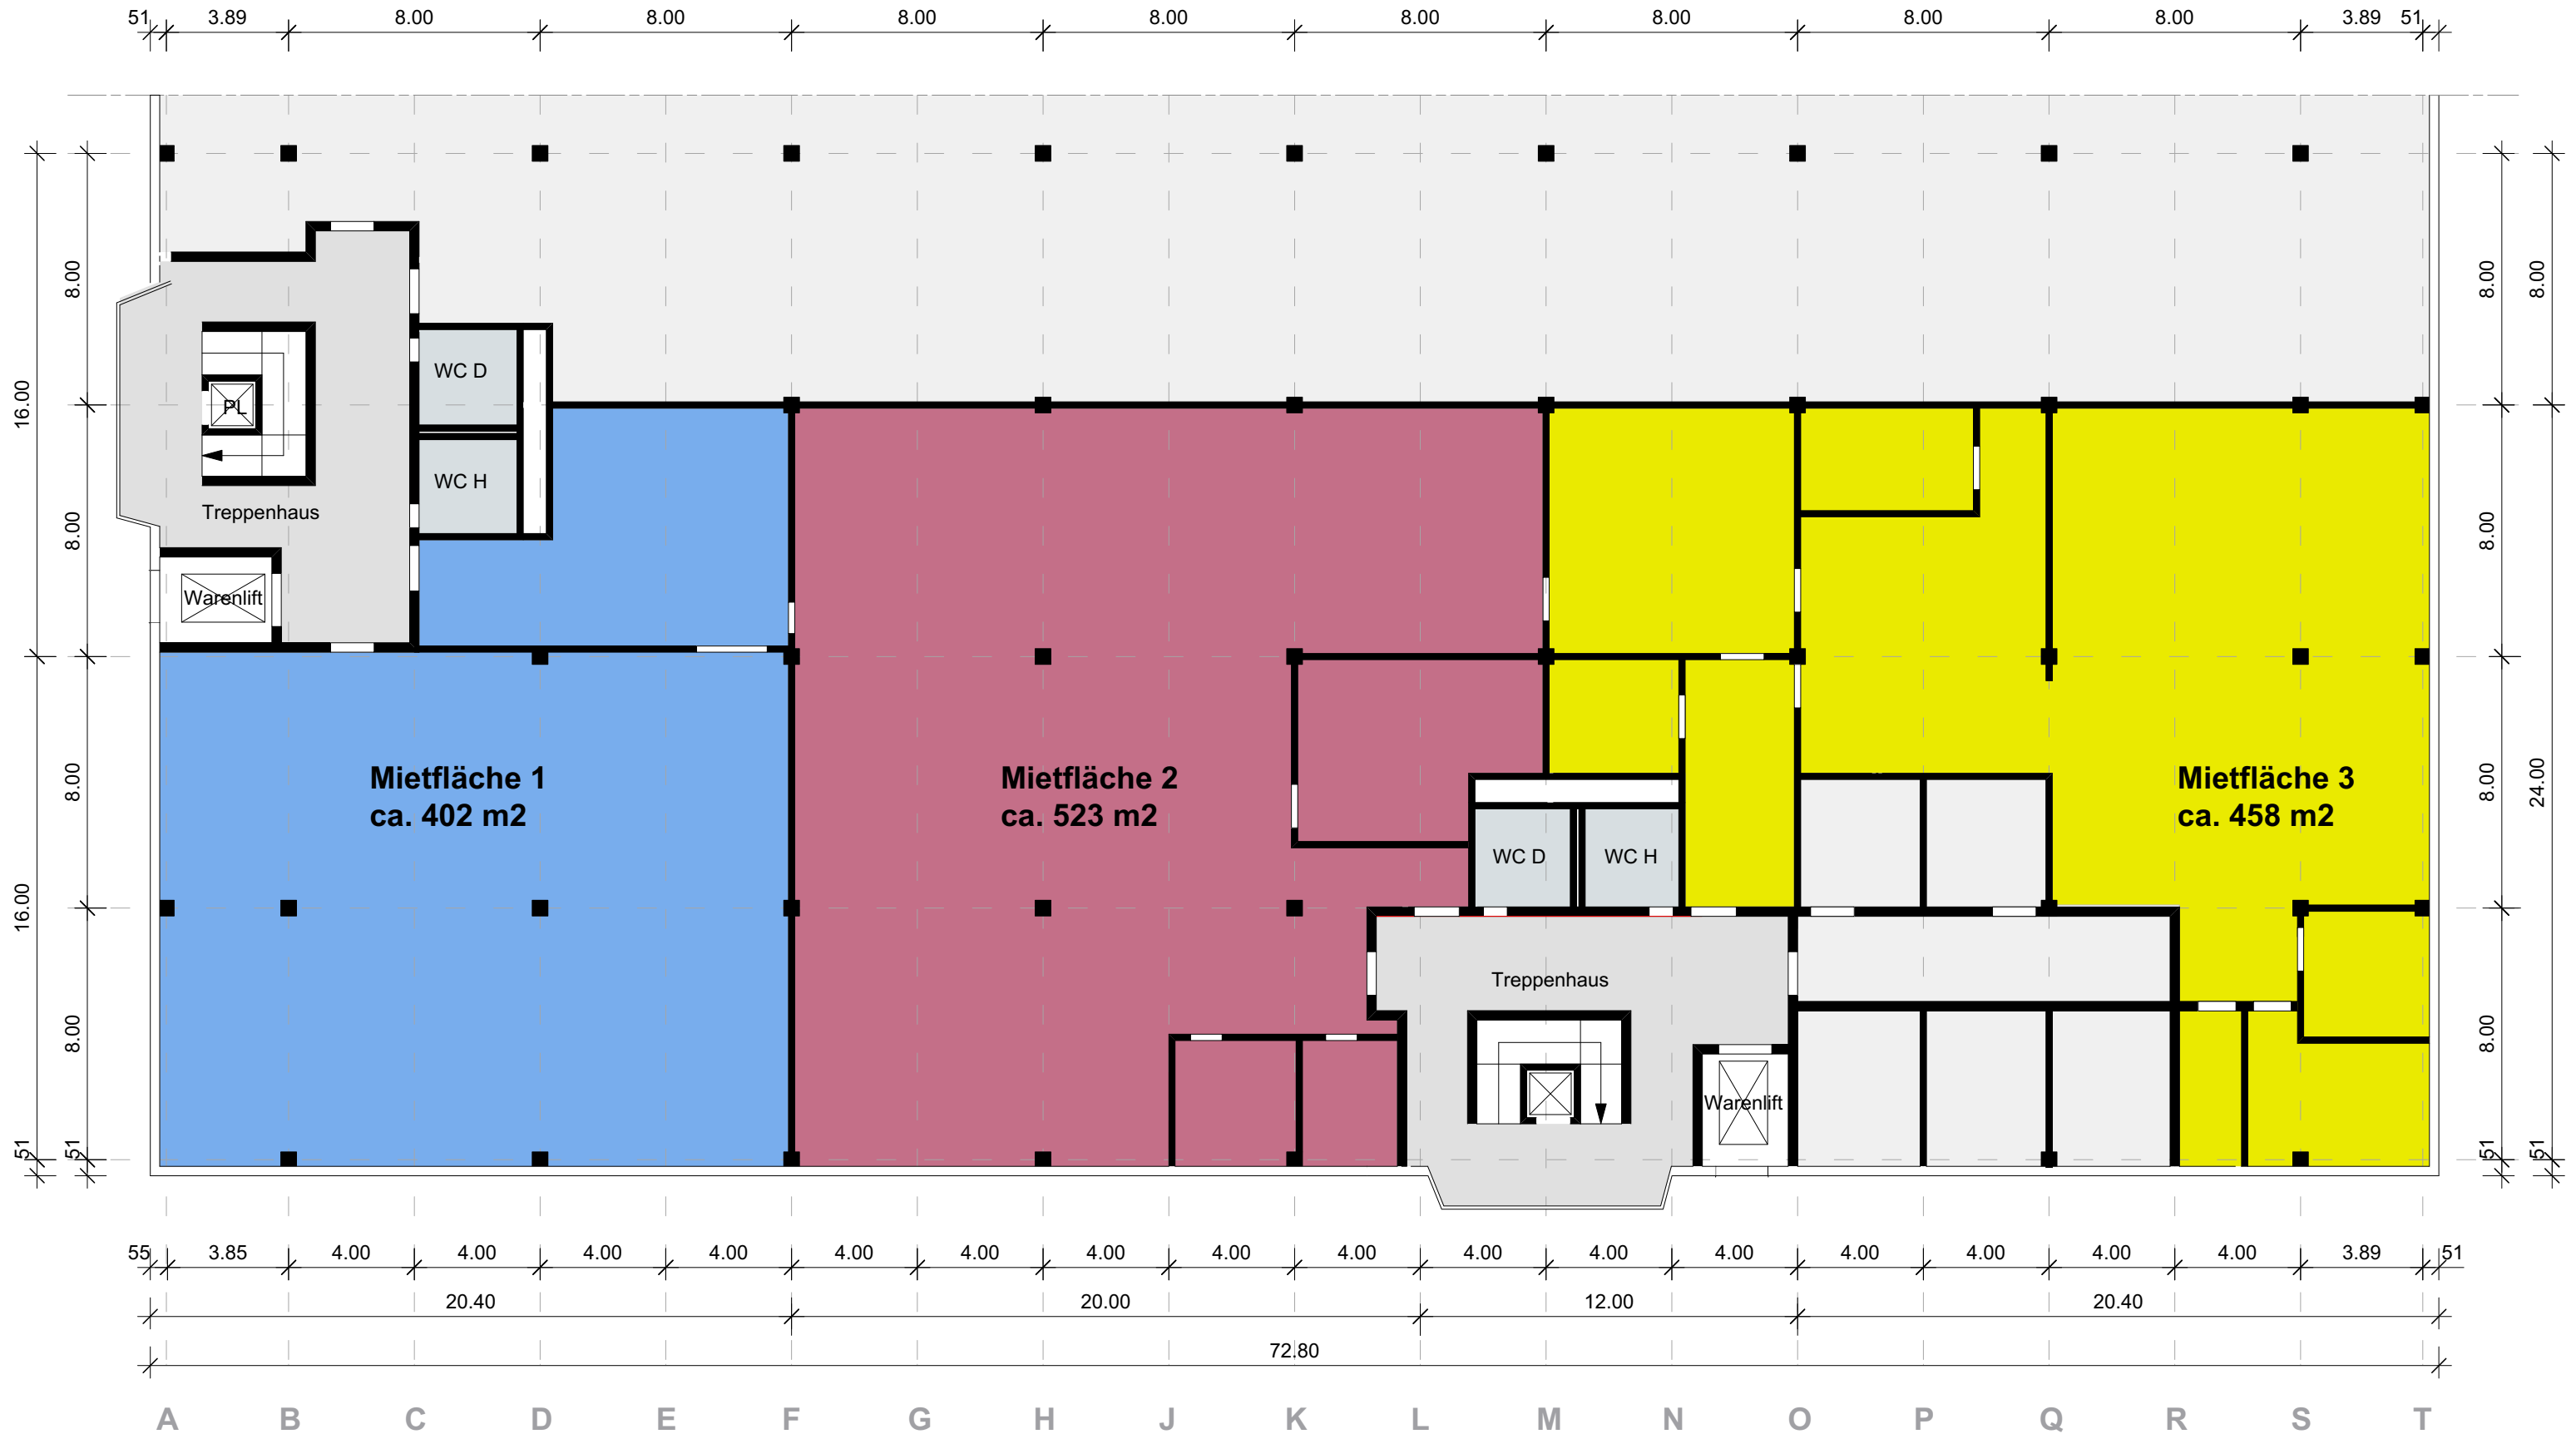 51 3.89 8.00 8.00 8.00 8.00 8.00 8.00 8.00 8.00 3.89 51
8.00
8.00
8.00
16.00
WC D
PL
WC H
Treppenhaus
8.00
8.00
Warenlift
Mietfläche 1
ca. 402 m2
Mietfläche 2
ca. 523 m2
Mietfläche 3
ca. 458 m2
8.00
8.00
24.00
WC D
WC H
16.00
Treppenhaus
8.00
8.00
Warenlift
51
51
51
51
55 3.85 4.00 4.00 4.00 4.00 4.00 4.00 4.00 4.00 4.00 4.00 4.00 4.00 4.00 4.00 4.00 4.00 3.89 51
20.40 20.00 12.00 20.40
72.80
A B C D E F G H J K L M N O P Q R S T